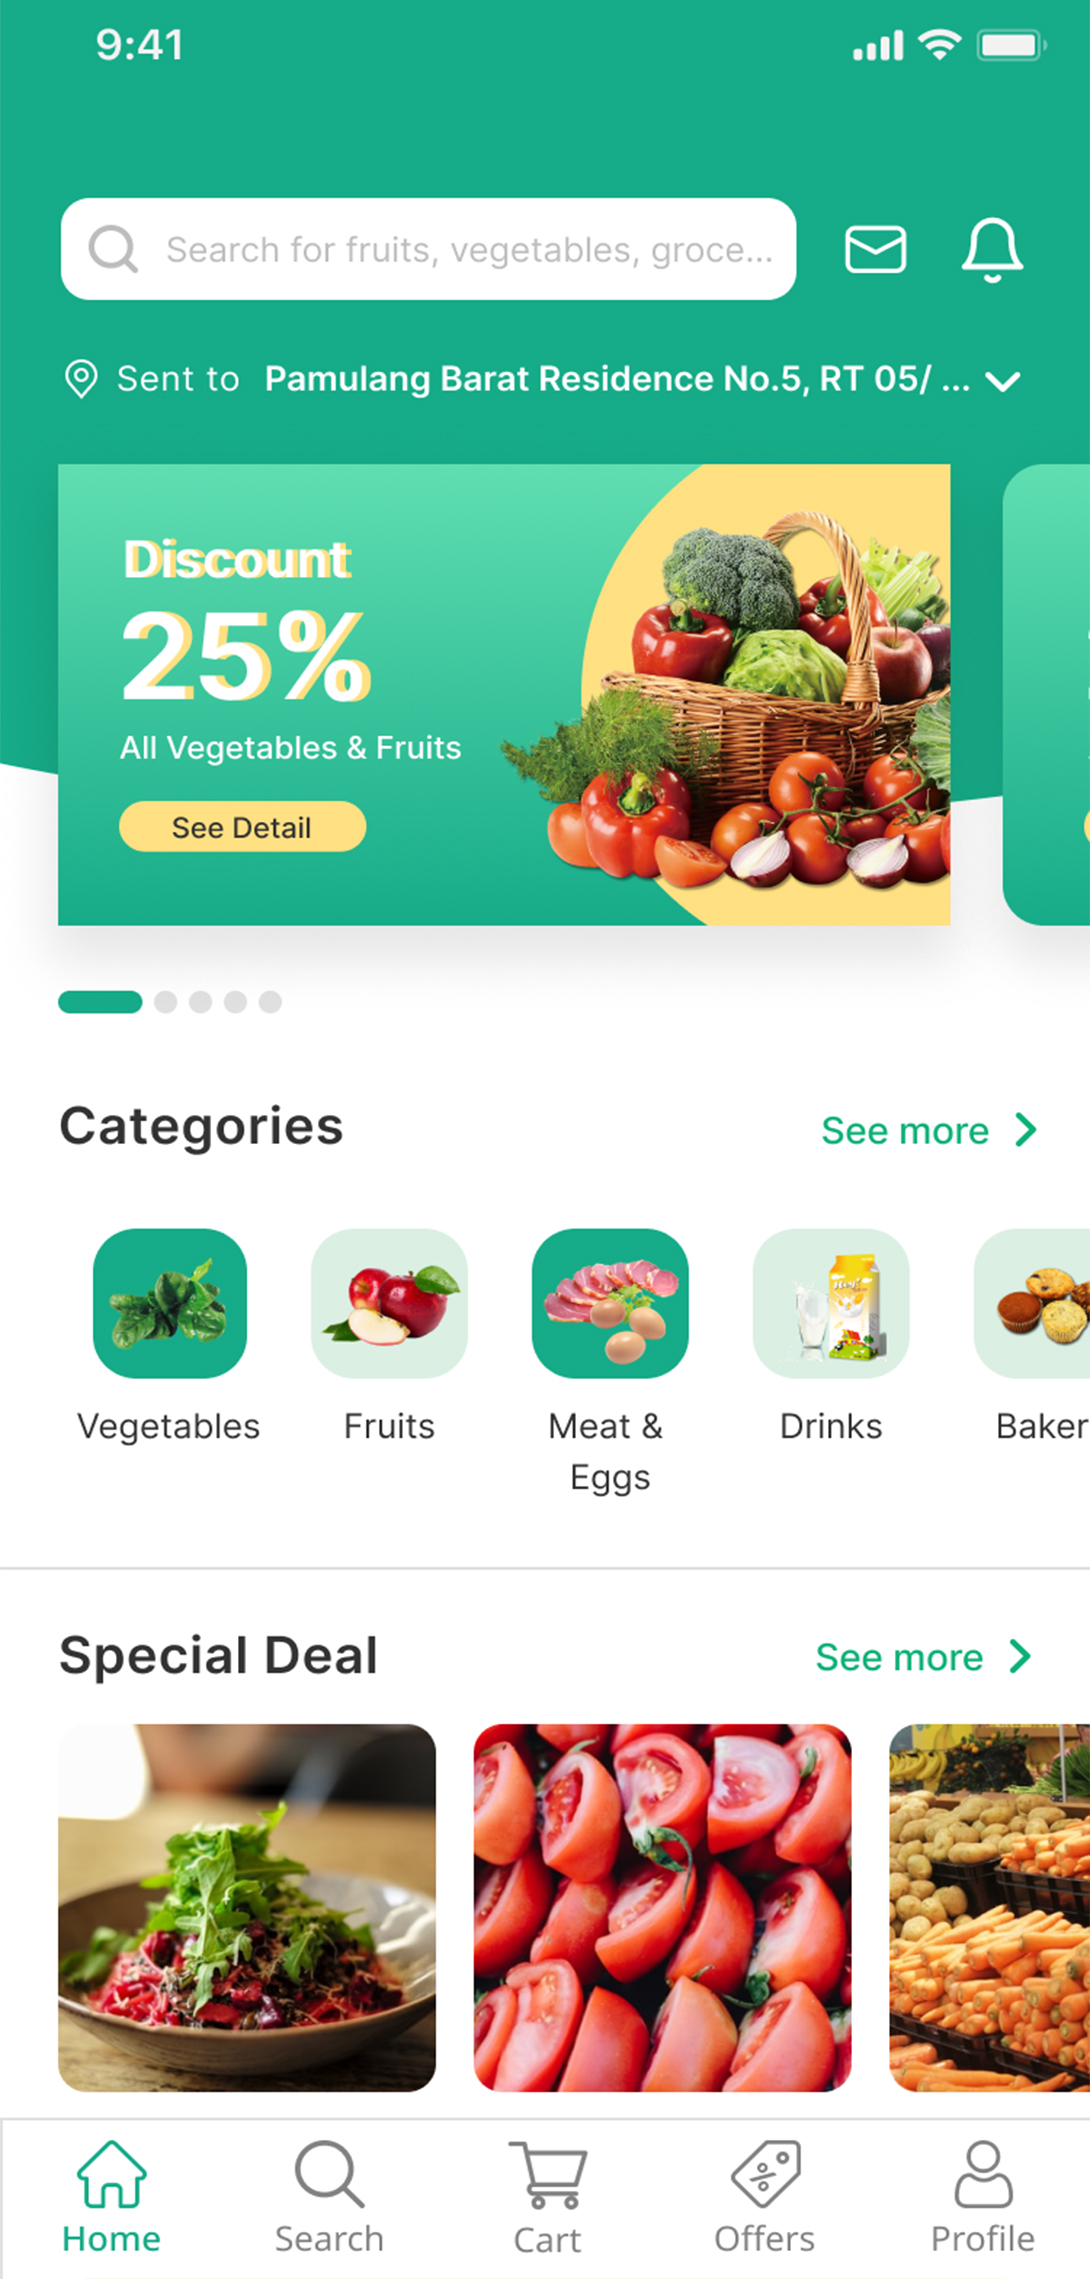 9:41
Search for fruits, vegetables, groce...
Sent to Pamulang Barat Residence No.5, RT 05/ ...
Discount
25%
All Vegetables & Fruits
See Detail
Categories
See more
Vegetables
Fruits
Meat &
Eggs
Drinks
Baker
Special Deal
See more
Home
Search
Cart
Offers
Profile